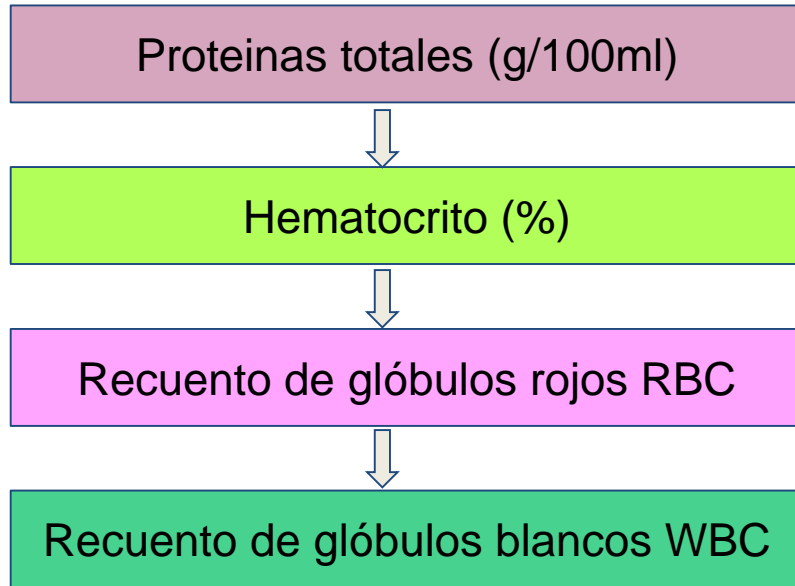 Proteinas totales (g/100ml)
Hematocrito (%)
Recuento de glóbulos rojos RBC
Recuento de glóbulos blancos WBC